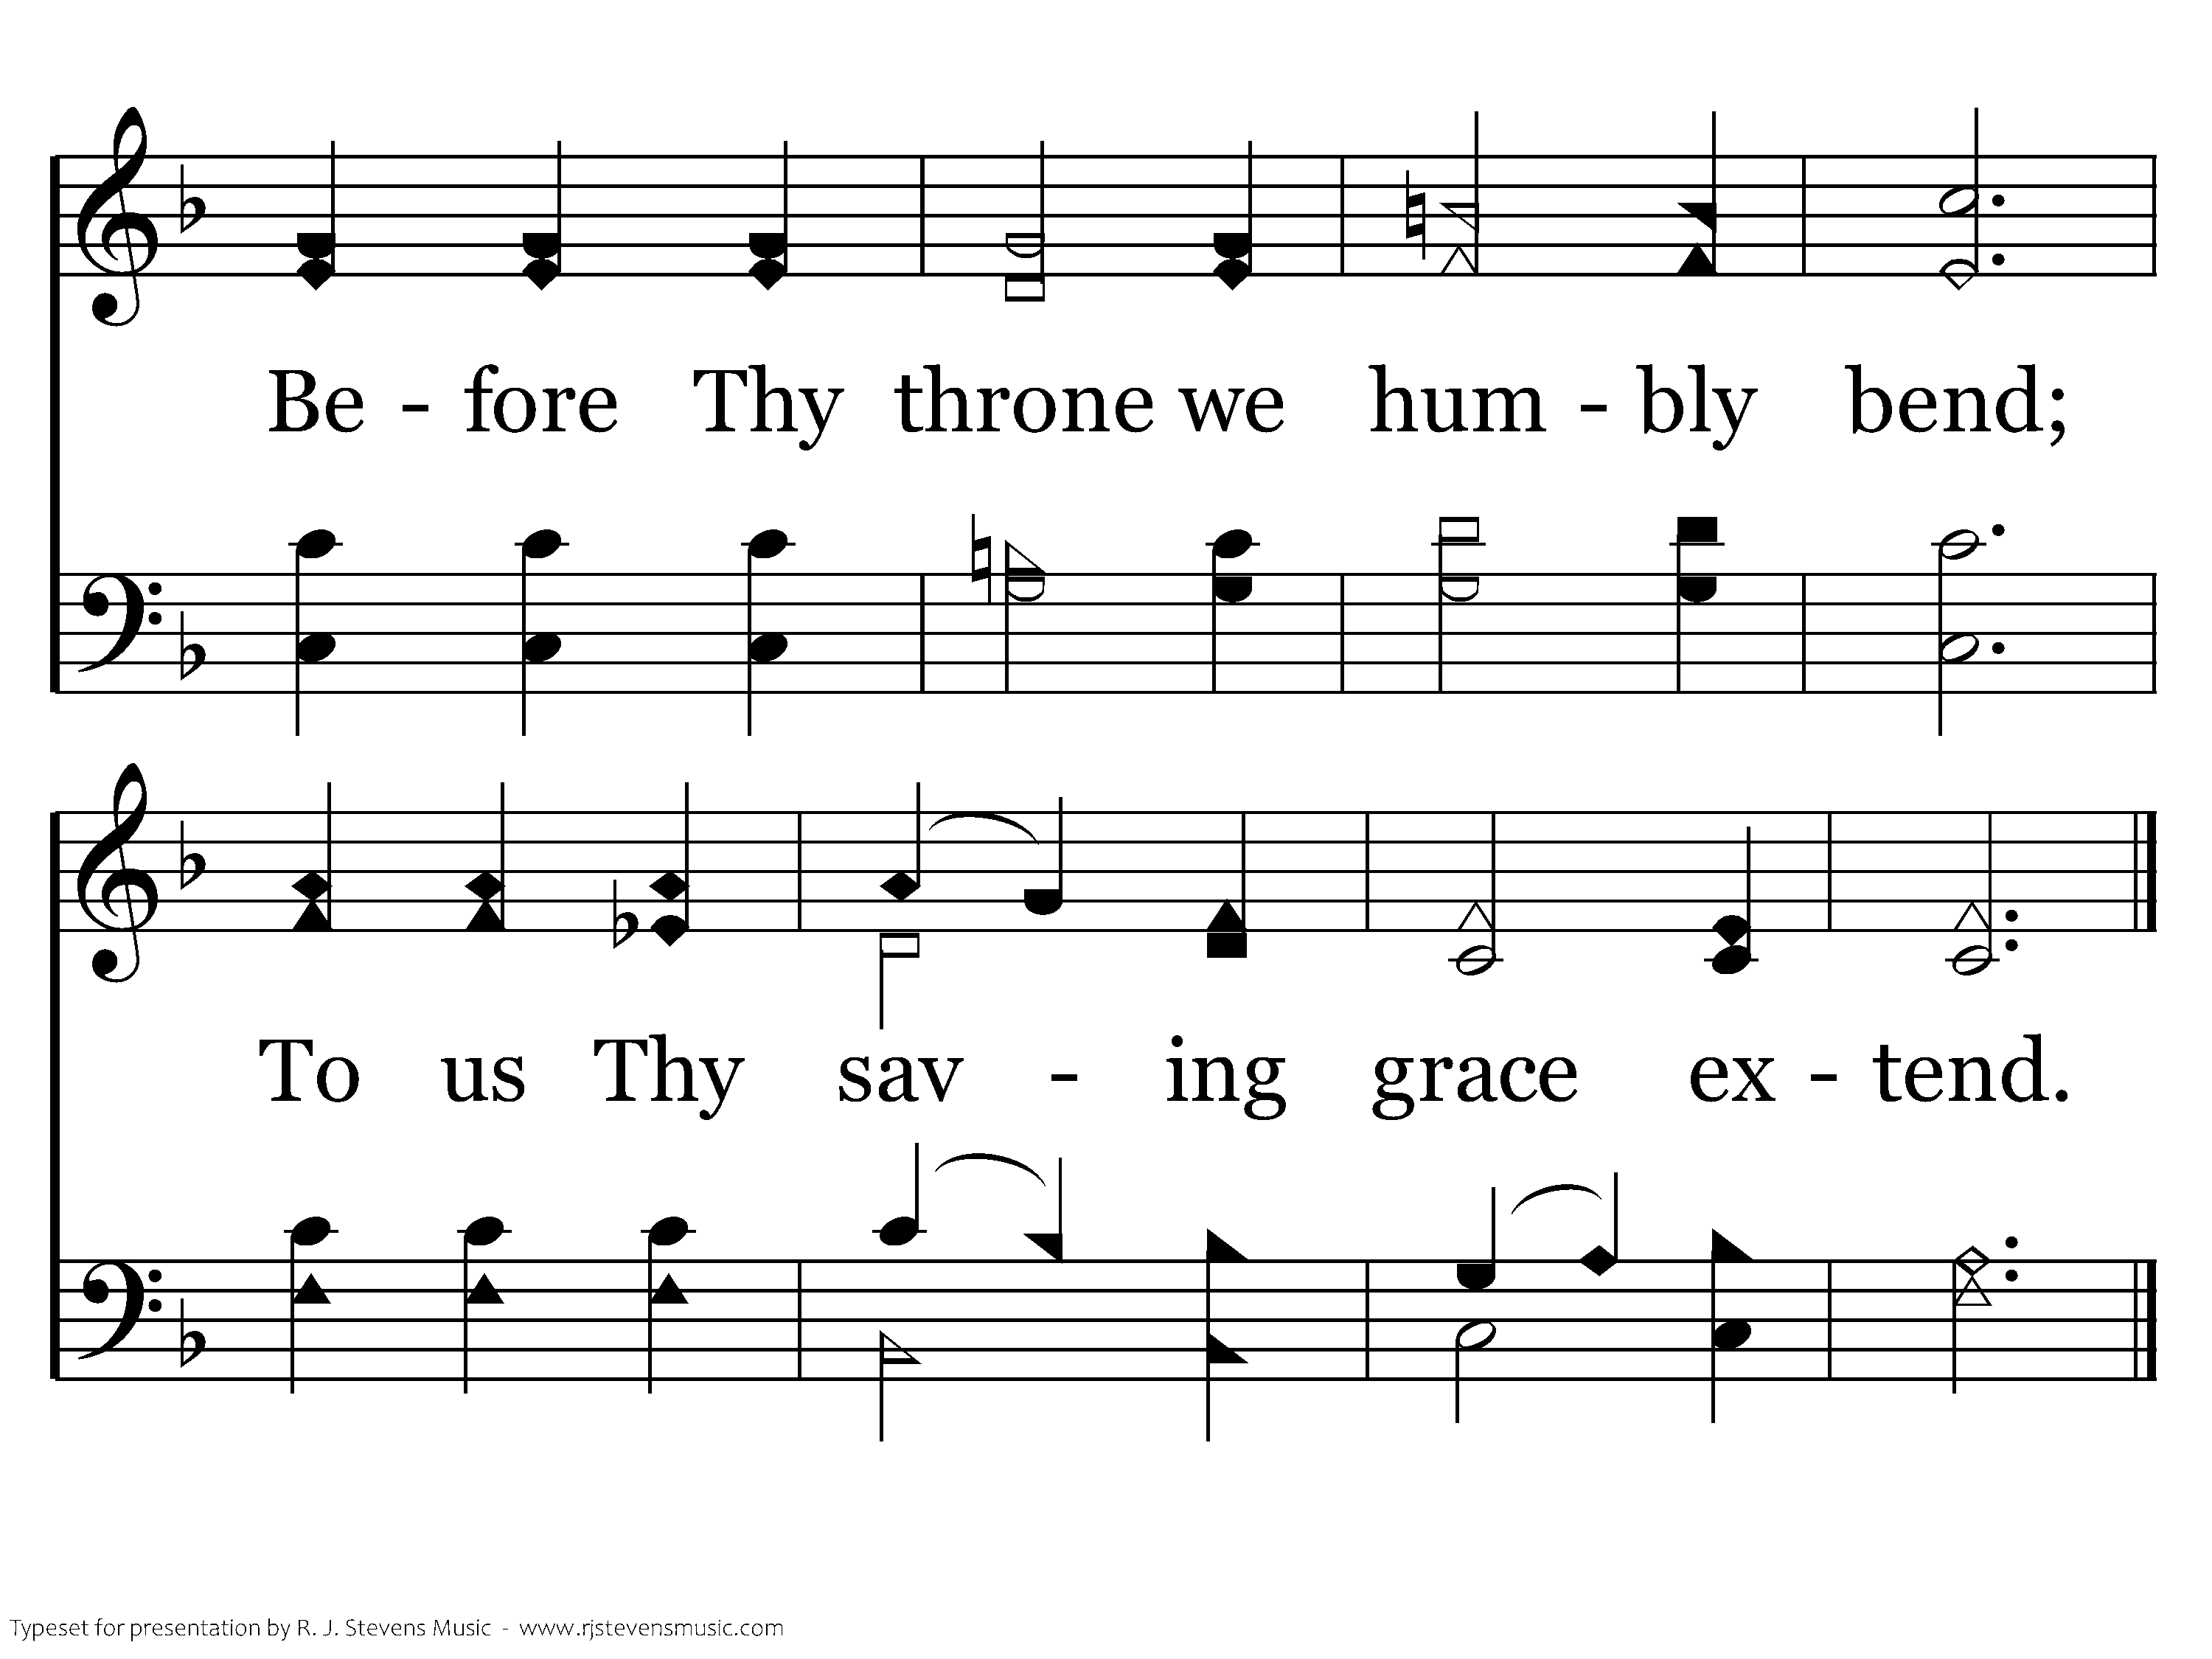 Be - fore Thy throne we hum - bly bend;
To us Thy sav - ing grace ex - tend.
Typeset for presentation by R. J. Stevens Music - www.rjstevensmusic.com